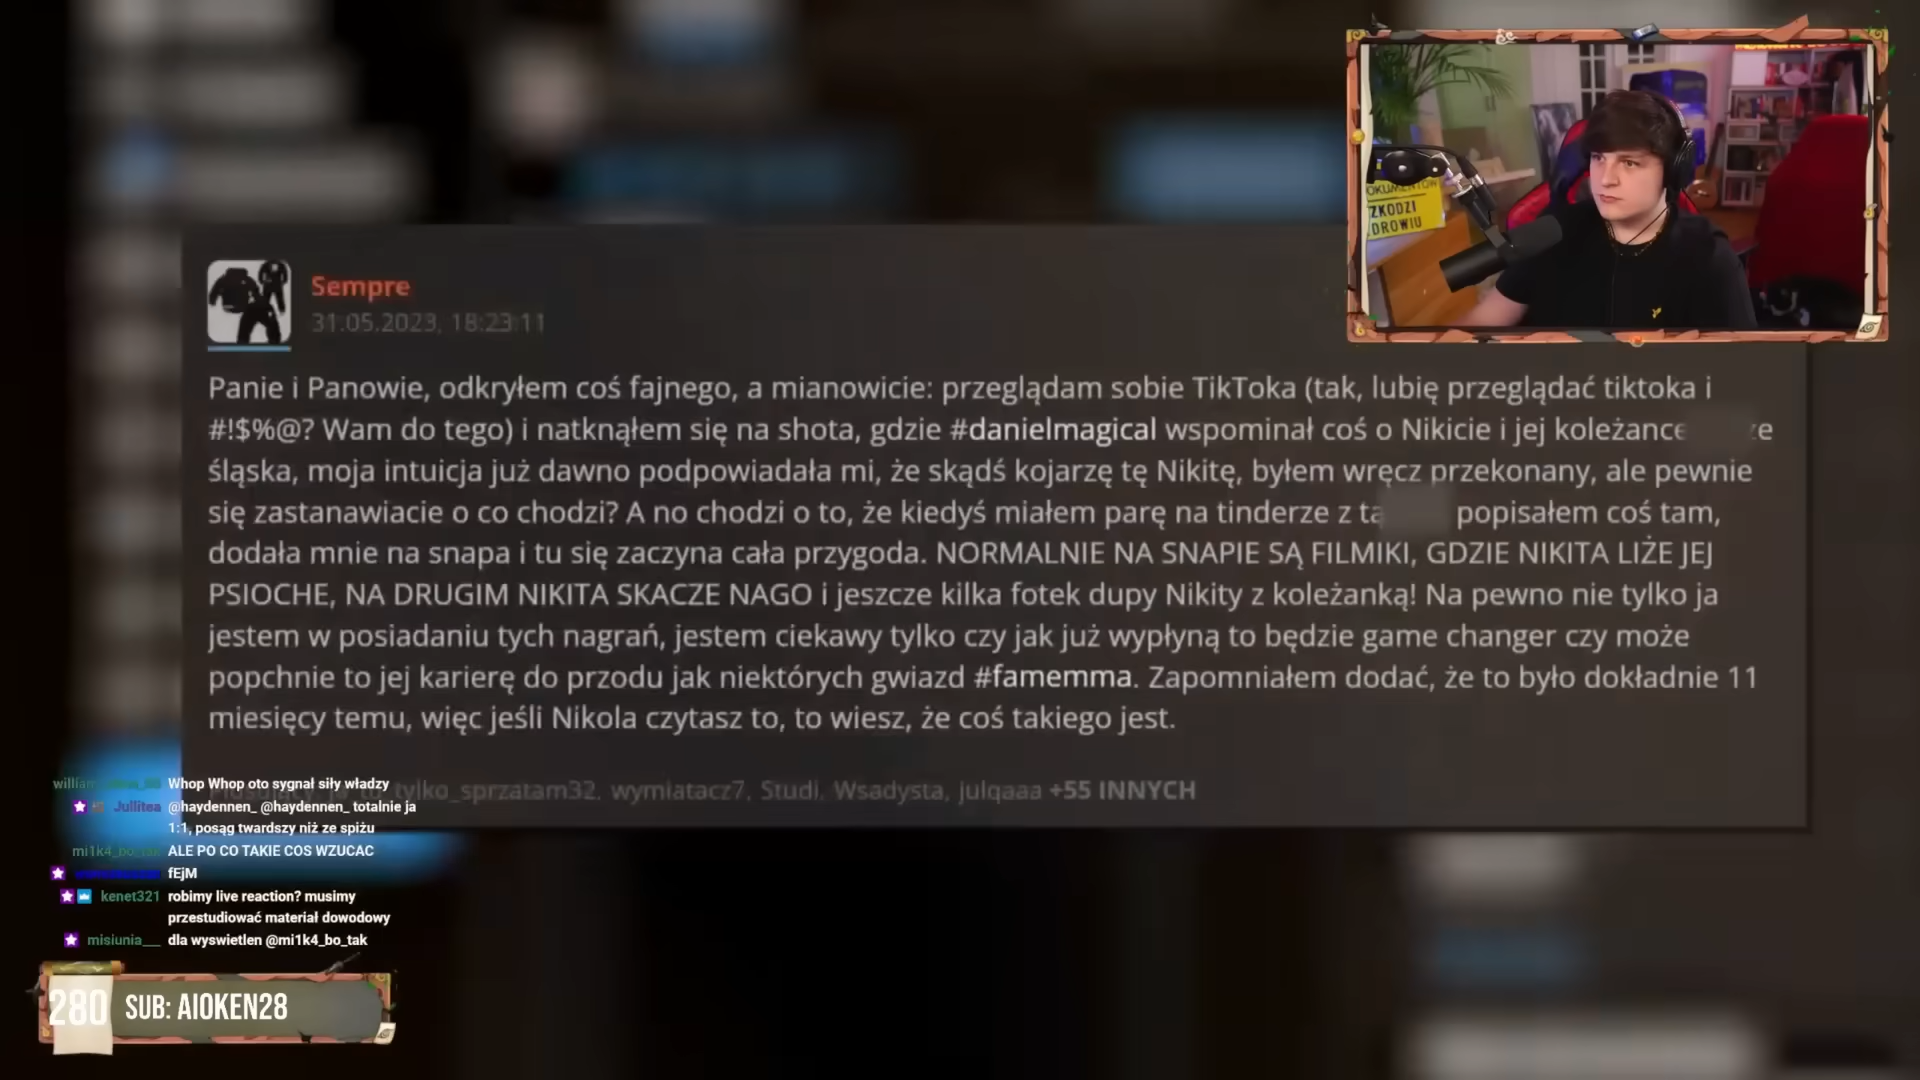 Sempre
31.05.2023, 18:23:11
Panie i Panowie, odkryłem coś fajnego, a mianowicie: przeglądam sobie TikToka (tak, lubię przeglądać tiktoka i
#!$%@? Wam do tego) i natknąłem się na shota, gdzie #danielmagical wspominał coś o Nikicie i jej koleżance ze
śląska, moja intuicja już dawno podpowiadała mi, że skądś kojarzę tę Nikitę, byłem wręcz przekonany, ale pewnie
się zastanawiacie o co chodzi? A no chodzi o to, że kiedyś miałem parę na tinderze z tą popisałem coś tam,
dodała mnie na snapa i tu się zaczyna cała przygoda. NORMALNIE NA SNAPIE SĄ FILMIKI, GDZIE NIKITA LIŻE JEJ
PSIOCHE, NA DRUGIM NIKITA SKACZE NAGO i jeszcze kilka fotek dupy Nikity z koleżanką! Na pewno nie tylko ja
jestem w posiadaniu tych nagrań, jestem ciekawy tylko czy jak już wypłyną to będzie game changer czy może
popchnie to jej karierę do przodu jak niektórych gwiazd #famemma. Zapomniałem dodać, że to było dokładnie 11
miesięcy temu, więc jeśli Nikola czytasz to, to wiesz, że coś takiego jest.
tylko_sprzatam32, wymiatacz7, Studi, Wsadysta, julqaaa +55 INNYCH
Whop Whop oto sygnał siły władzy
Jullitea @haydennen_ @haydennen_ totalnie ja
1:1, posąg twardszy niż ze spiżu
mi1k4_bo_tak ALE PO CO TAKIE COS WZUCAC
fEjM
kenet321 robimy live reaction? musimy
przestudiować materiał dowodowy
misiunia___ dla wyswietlen @mi1k4_bo_tak
280 SUB: AIOKEN28
ZKODZI
DROWIU